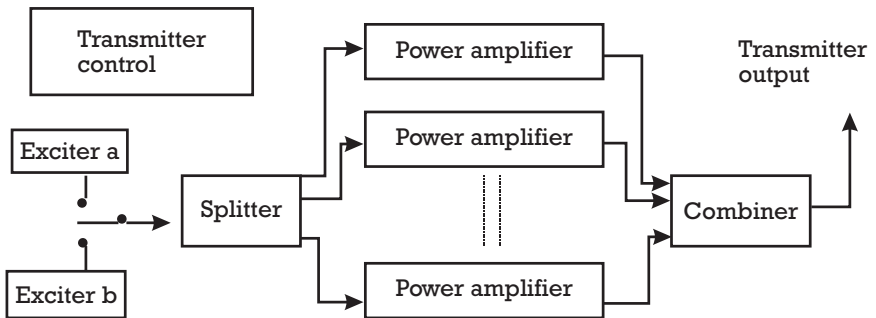 Transmitter
control
Power amplifier
Transmitter
output
Power amplifier
Exciter a
Splitter
Combiner
Exciter b
Power amplifier